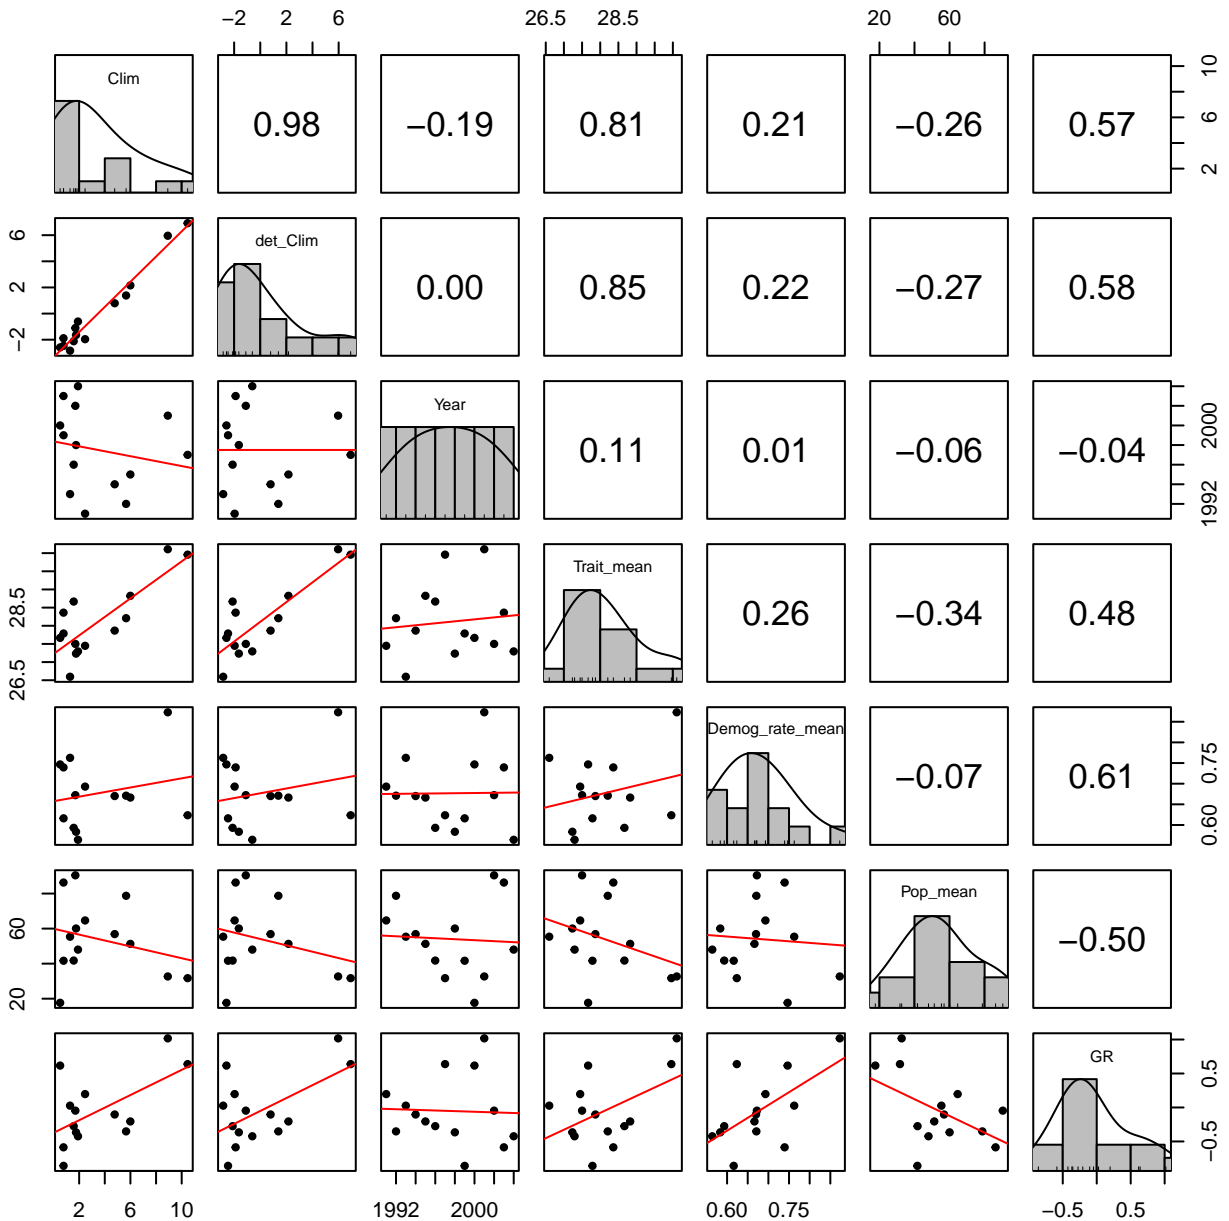 −2 2 6 26.5 28.5 20 60
Clim 0.98 −0.19 0.81 0.21 −0.26 0.57 2 6 10
−2 2 6 det_Clim 0.00 0.85 0.22 −0.27 0.58
Year 0.11 0.01 −0.06 −0.04 1992 2000
26.5 28.5 Trait_mean 0.26 −0.34 0.48
Demog_rate_mean −0.07 0.61 0.60 0.75
20 60 Pop_mean −0.50
GR −0.5 0.5
2 6 10 1992 2000 0.60 0.75 −0.5 0.5